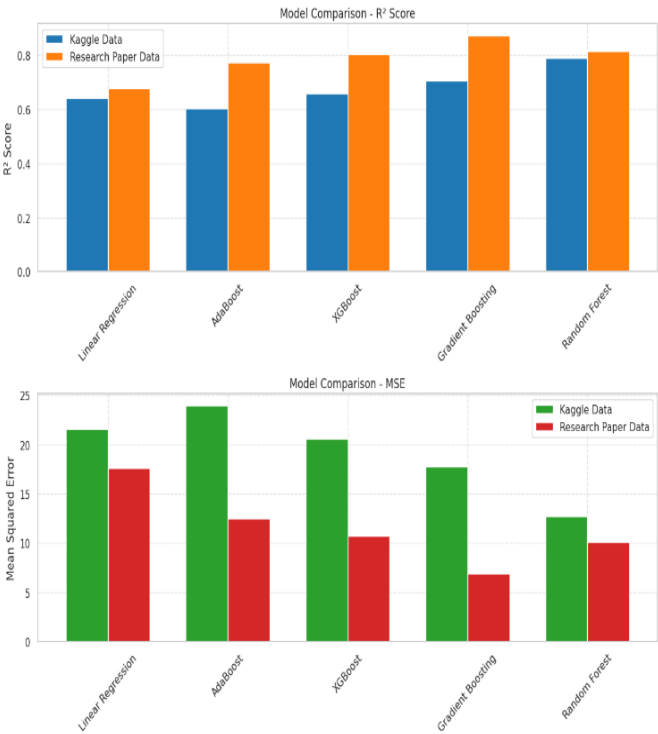 Model Comparison - R² Score
Kaggle Data
Research Paper Data
R² Score
0.8
0.6
0.4
0.2
0.0
Linear Regression
AdaBoost
XGBoost
Gradient Boosting
Random Forest
Model Comparison - MSE
Kaggle Data
Research Paper Data
Mean Squared Error
25
20
15
10
5
0
Linear Regression
AdaBoost
XGBoost
Gradient Boosting
Random Forest